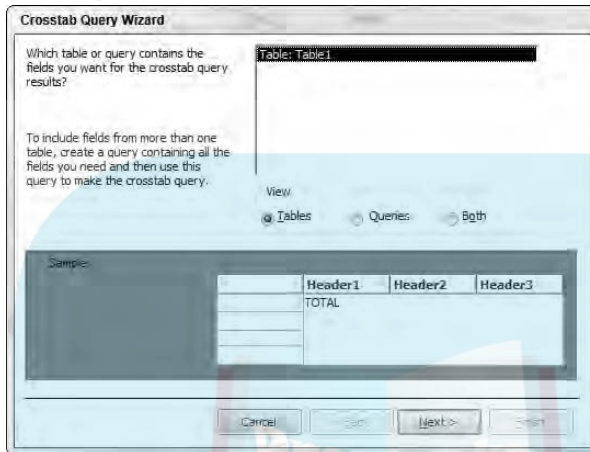 Crosstab Query Wizard
Which table or query contains the
fields you want for the crosstab query
results?
Table: Table1
To include fields from more than one
table, create a query containing all the
fields you need and then use this
query to make the crosstab query.
View
Tables
Queries
Both
Sample
Header1 Header2 Header3
TOTAL
Cancel
Next >